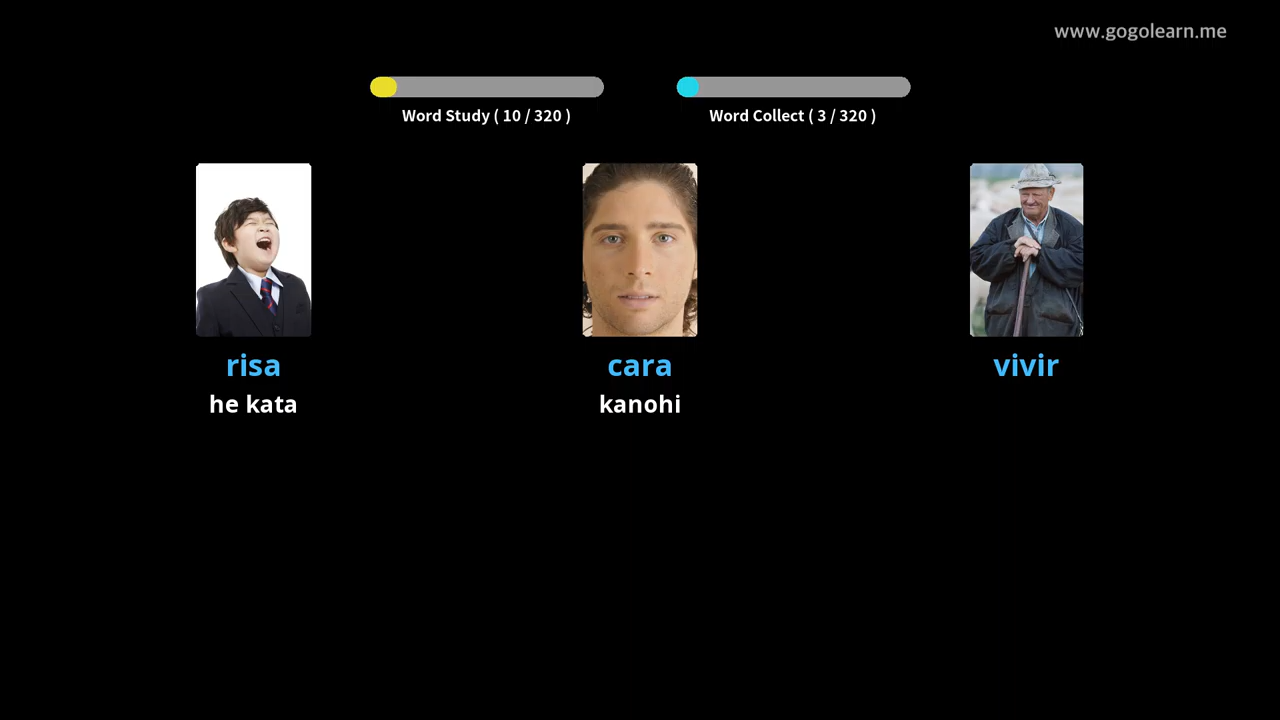 www.gogolearn.me
Word Study ( 10 / 320 )
Word Collect ( 3 / 320 )
risa
cara
vivir
he kata
kanohi